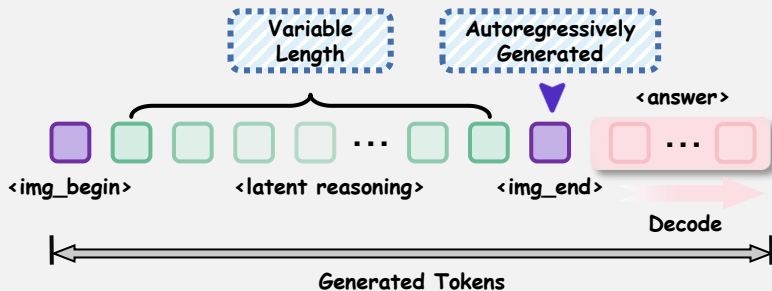 Variable
Length
Autoregressively
Generated
<answer>
...
...
<img_begin>
<latent reasoning>
<img_end>
Decode
Generated Tokens